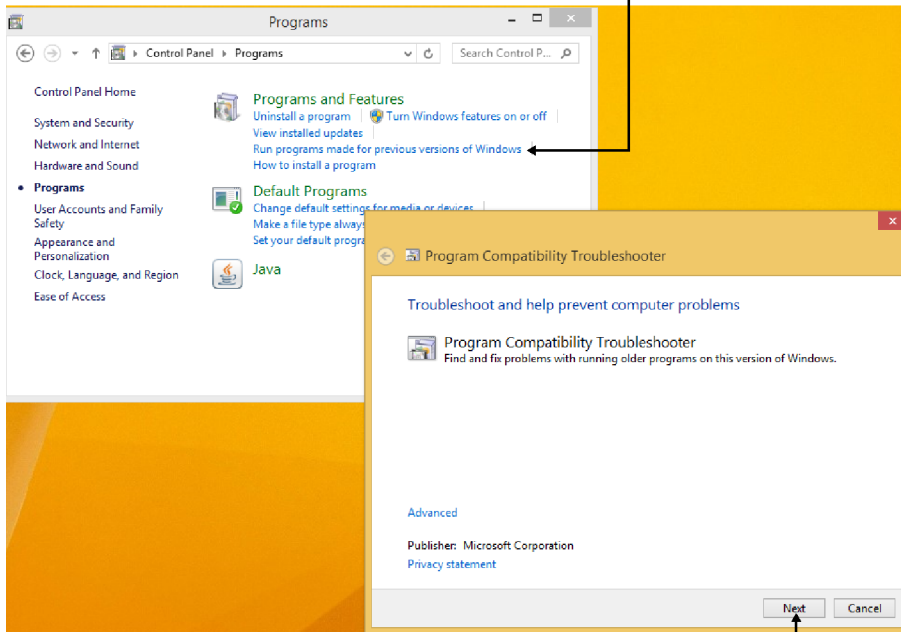 Programs
Control Panel Programs
Search Control P...
Control Panel Home
System and Security
Network and Internet
Hardware and Sound
Programs
User Accounts and Family
Safety
Appearance and
Personalization
Clock, Language, and Region
Ease of Access
Programs and Features
Uninstall a program
Turn Windows features on or off
View installed updates
Run programs made for previous versions of Windows
How to install a program
Default Programs
Change default settings for media or devices
Make a file type always
Set your default progra
Java
Program Compatibility Troubleshooter
Troubleshoot and help prevent computer problems
Program Compatibility Troubleshooter
Find and fix problems with running older programs on this version of Windows.
Advanced
Publisher: Microsoft Corporation
Privacy statement
Next
Cancel